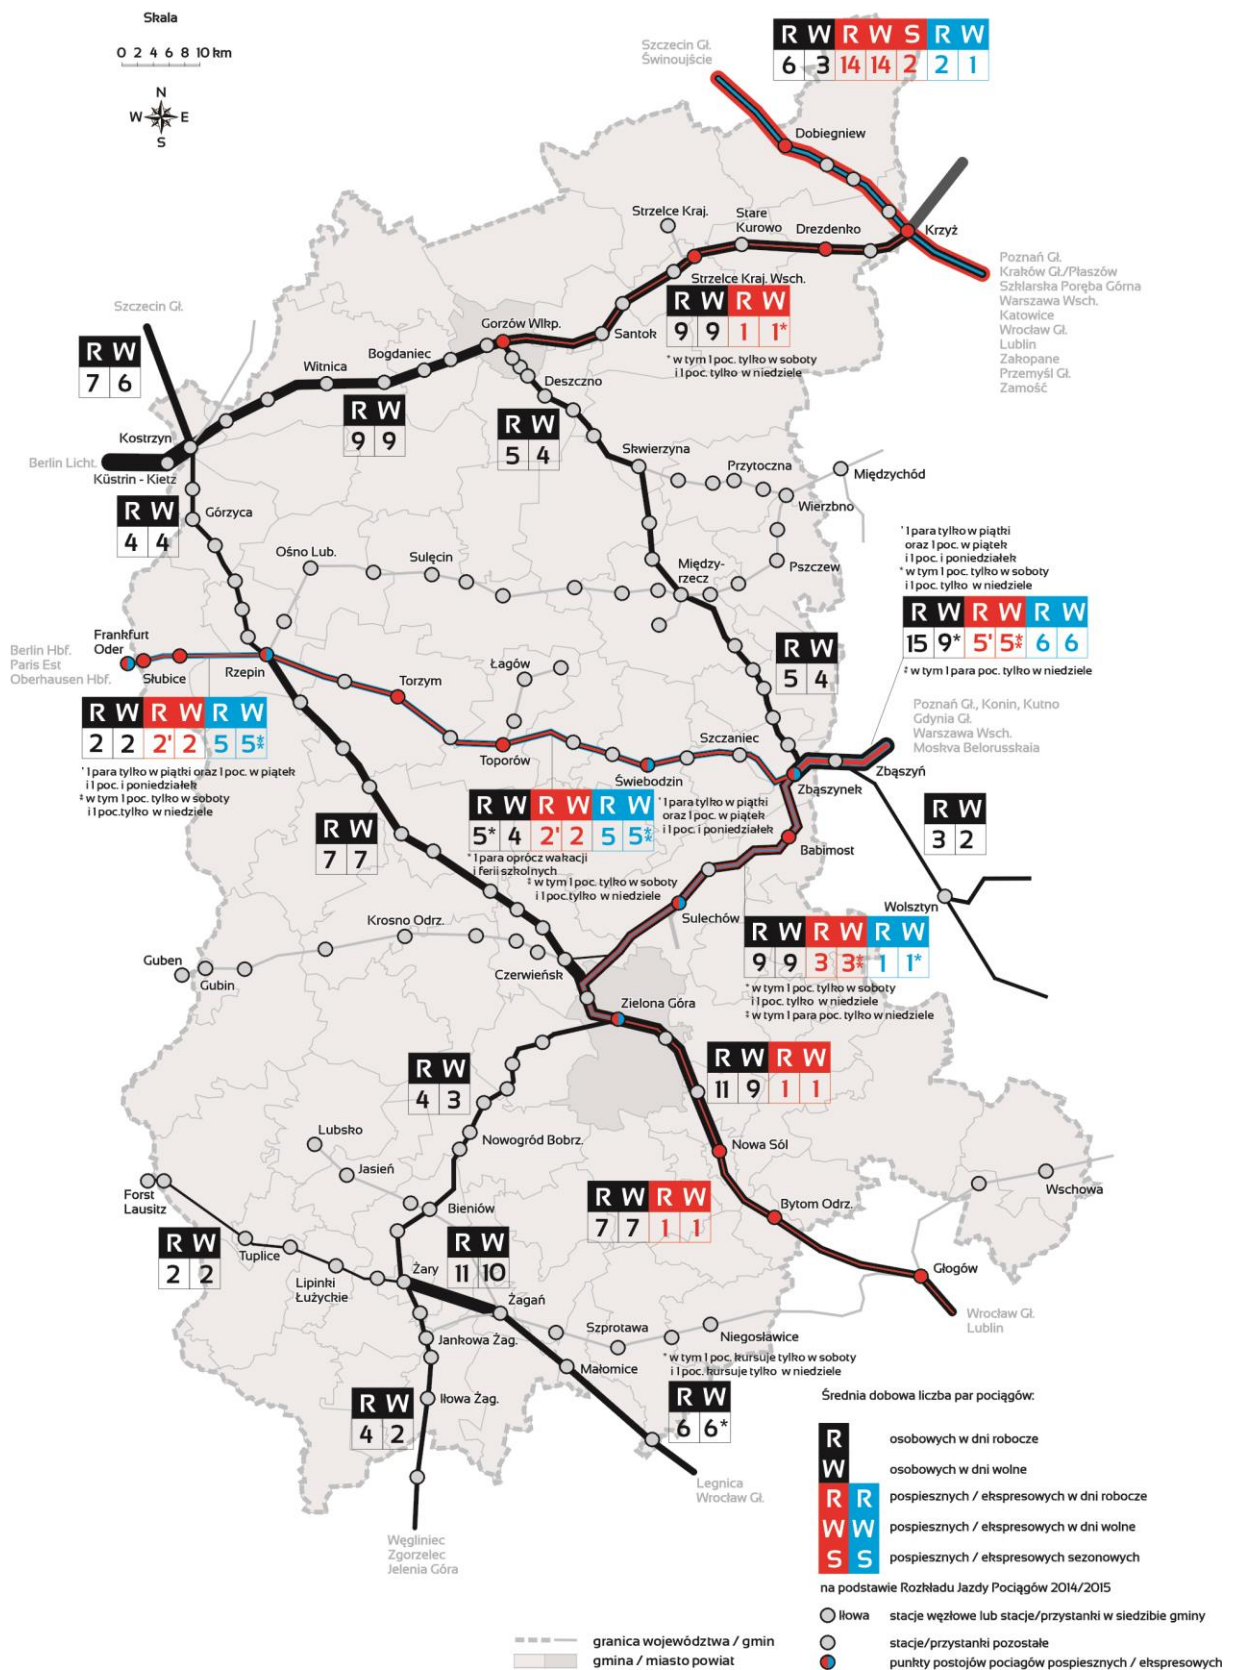 Skala
0 2 4 6 8 10 km
N
W E
S
Szczecin Gł.
Świnoujście
R W R W S R W
6 3 14 14 2 2 1
Dobiegniew
Strzelce Kraj.
Stare
Kurowo
Drezdenko
Krzyż
Strzelce Kraj. Wsch.
Poznań Gł.
Kraków Gł./Płaszów
Szklarska Poręba Górna
Warszawa Wsch.
Katowice
Wrocław Gł.
Lublin
Zakopane
Przemyśl Gł.
Zamość
Szczecin Gł.
R W R W
9 9 1 1*
* w tym 1 poc. tylko w soboty
i 1 poc. tylko w niedziele
Gorzów Wlkp.
Santok
R W
7 6
Witnica
Bogdaniec
Deszczno
R W
9 9
R W
5 4
Kostrzyn
Berlin Licht.
Küstrin - Kietz
Skwierzyna
Przytoczna
Międzychód
Wierzbno
R W
4 4
Górzyca
Ośno Lub.
Sulęcin
Między-
rzecz
Pszczew
' 1 para tylko w piątki
oraz 1 poc. w piątek
i 1 poc. i poniedziałek
* w tym 1 poc. tylko w soboty
i 1 poc. tylko w niedziele
R W R W R W
15 9* 5' 5⁑ 6 6
‡ w tym 1 para poc. tylko w niedziele
Frankfurt
Oder
Berlin Hbf.
Paris Est
Oberhausen Hbf.
Słubice
Rzepin
Łagów
Torzym
R W
5 4
R W R W R W
2 2 2' 2 5 5⁑
' 1 para tylko w piątki oraz 1 poc. w piątek
i 1 poc. i poniedziałek
‡ w tym 1 poc. tylko w soboty
i 1 poc. tylko w niedziele
Poznań Gł., Konin, Kutno
Gdynia Gł.
Warszawa Wsch.
Moskva Belorusskaia
Toporów
Szczaniec
Świebodzin
Zbąszynek
Zbąszyń
R W R W R W
5* 4 2' 2 5 5⁑
* 1 para oprócz wakacji
i ferii szkolnych
' 1 para tylko w piątki
oraz 1 poc. w piątek
i 1 poc. i poniedziałek
‡ w tym 1 poc. tylko w soboty
i 1 poc. tylko w niedziele
R W
7 7
R W
3 2
Babimost
Wolsztyn
Krosno Odrz.
Sulechów
R W R W R W
9 9 3 3⁑ 1 1*
* w tym 1 poc. tylko w soboty
i 1 poc. tylko w niedziele
‡ w tym 1 para poc. tylko w niedziele
Guben
Gubin
Czerwieńsk
Zielona Góra
R W
4 3
R W R W
11 9 1 1
Lubsko
Nowogród Bobrz.
Nowa Sól
Jasień
Wschowa
Forst
Lausitz
Bieniów
R W R W
7 7 1 1
Bytom Odrz.
R W
2 2
Tuplice
R W
11 10
Lipinki
Łużyckie
Żary
Żagań
Głogów
Wrocław Gł.
Lublin
Jankowa Żag.
Szprotawa
Niegosławice
* w tym 1 poc. kursuje tylko w soboty
i 1 poc. kursuje tylko w niedziele
Małomice
R W
4 2
Iłowa Żag.
R W
6 6*
Legnica
Wrocław Gł.
Węgliniec
Zgorzelec
Jelenia Góra
Średnia dobowa liczba par pociągów:
R osobowych w dni robocze
W osobowych w dni wolne
R R pospiesznych / ekspresowych w dni robocze
W W pospiesznych / ekspresowych w dni wolne
S S pospiesznych / ekspresowych sezonowych
na podstawie Rozkładu Jazdy Pociągów 2014/2015
Iłowa stacje węzłowe lub stacje/przystanki w siedzibie gminy
stacje/przystanki pozostałe
punkty postojów pociągów pospiesznych / ekspresowych
granica województwa / gmin
gmina / miasto powiat